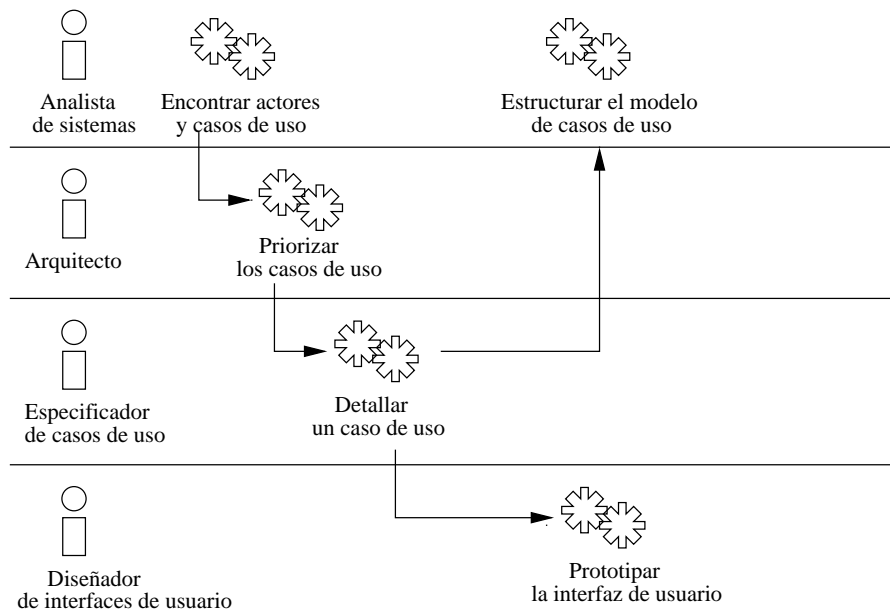 Analista
de sistemas
Encontrar actores
y casos de uso
Estructurar el modelo
de casos de uso
Arquitecto
Priorizar
los casos de uso
Especificador
de casos de uso
Detallar
un caso de uso
Diseñador
de interfaces de usuario
Prototipar
la interfaz de usuario